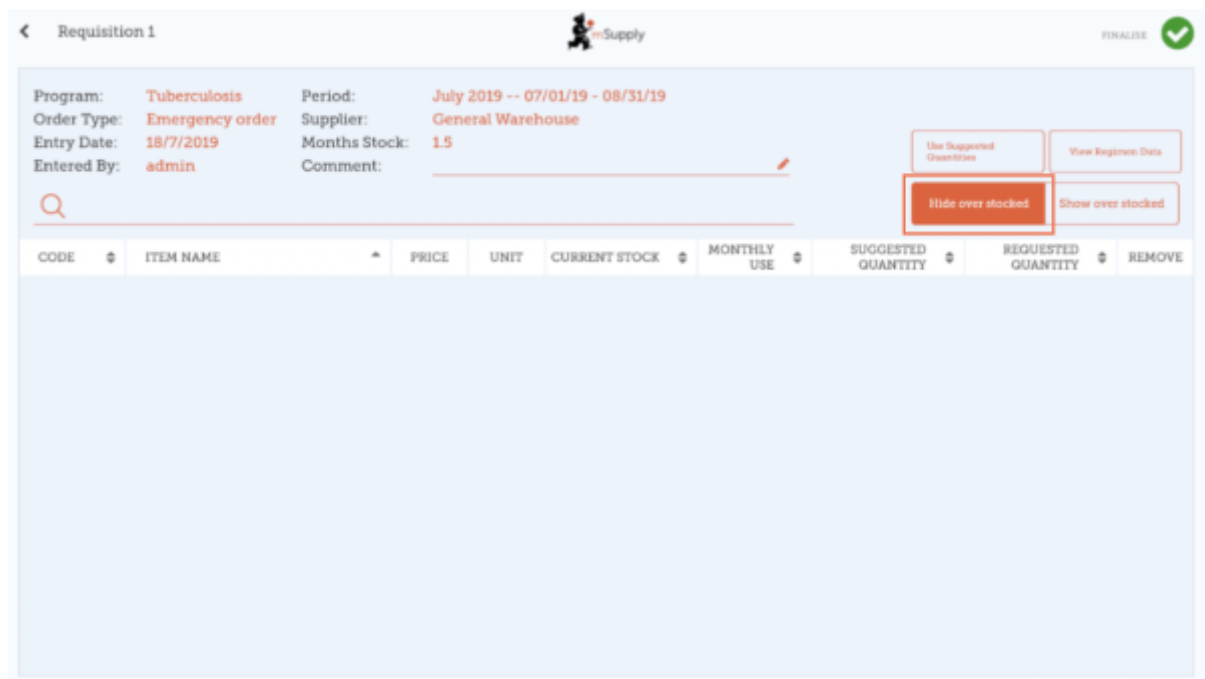 Requisition 1
mSupply
FINALISE
Program: Tuberculosis Period: July 2019 -- 07/01/19 - 08/31/19
Order Type: Emergency order Supplier: General Warehouse
Entry Date: 18/7/2019 Months Stock: 1.5
Entered By: admin Comment:
Use Suggested
Quantities
View Regimen Data
Hide over stocked Show over stocked
CODE ITEM NAME PRICE UNIT CURRENT STOCK MONTHLY USE SUGGESTED QUANTITY REQUESTED QUANTITY REMOVE